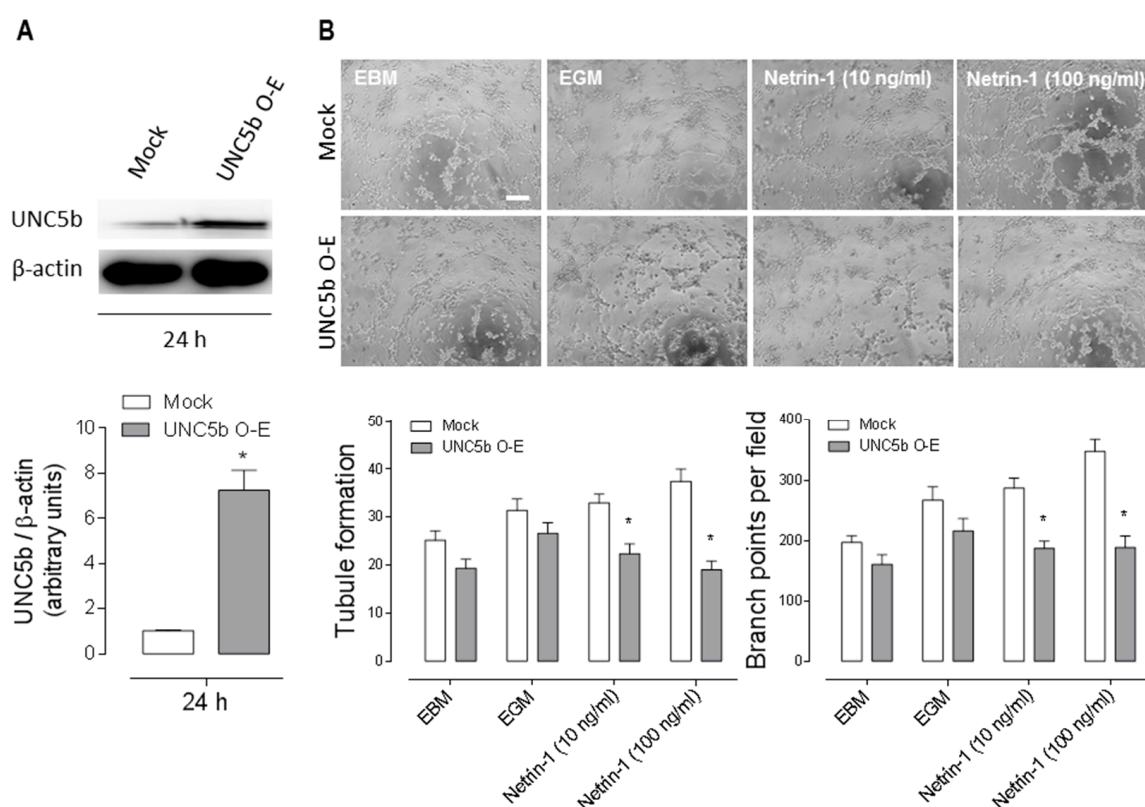 A
Mock
UNC5b O-E
UNC5b
β-actin
24 h
Mock
UNC5b O-E
UNC5b / β-actin
(arbitrary units)
10
8
6
4
2
0
*
24 h
B
EBM
EGM
Netrin-1 (10 ng/ml)
Netrin-1 (100 ng/ml)
Mock
UNC5b O-E
Mock
UNC5b O-E
Tubule formation
50
40
30
20
10
0
*
*
EBM
EGM
Netrin-1 (10 ng/ml)
Netrin-1 (100 ng/ml)
Mock
UNC5b O-E
Branch points per field
400
300
200
100
0
*
*
EBM
EGM
Netrin-1 (10 ng/ml)
Netrin-1 (100 ng/ml)